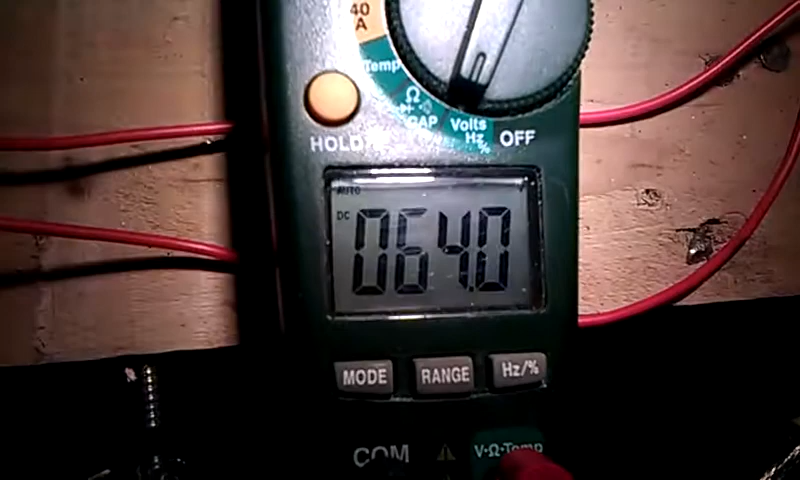 40
A
Temp
Ω
CAP
Volts
Hz
%
OFF
HOLD
AUTO
DC
064.0
MODE
RANGE
Hz/%
COM
V·Ω·Temp